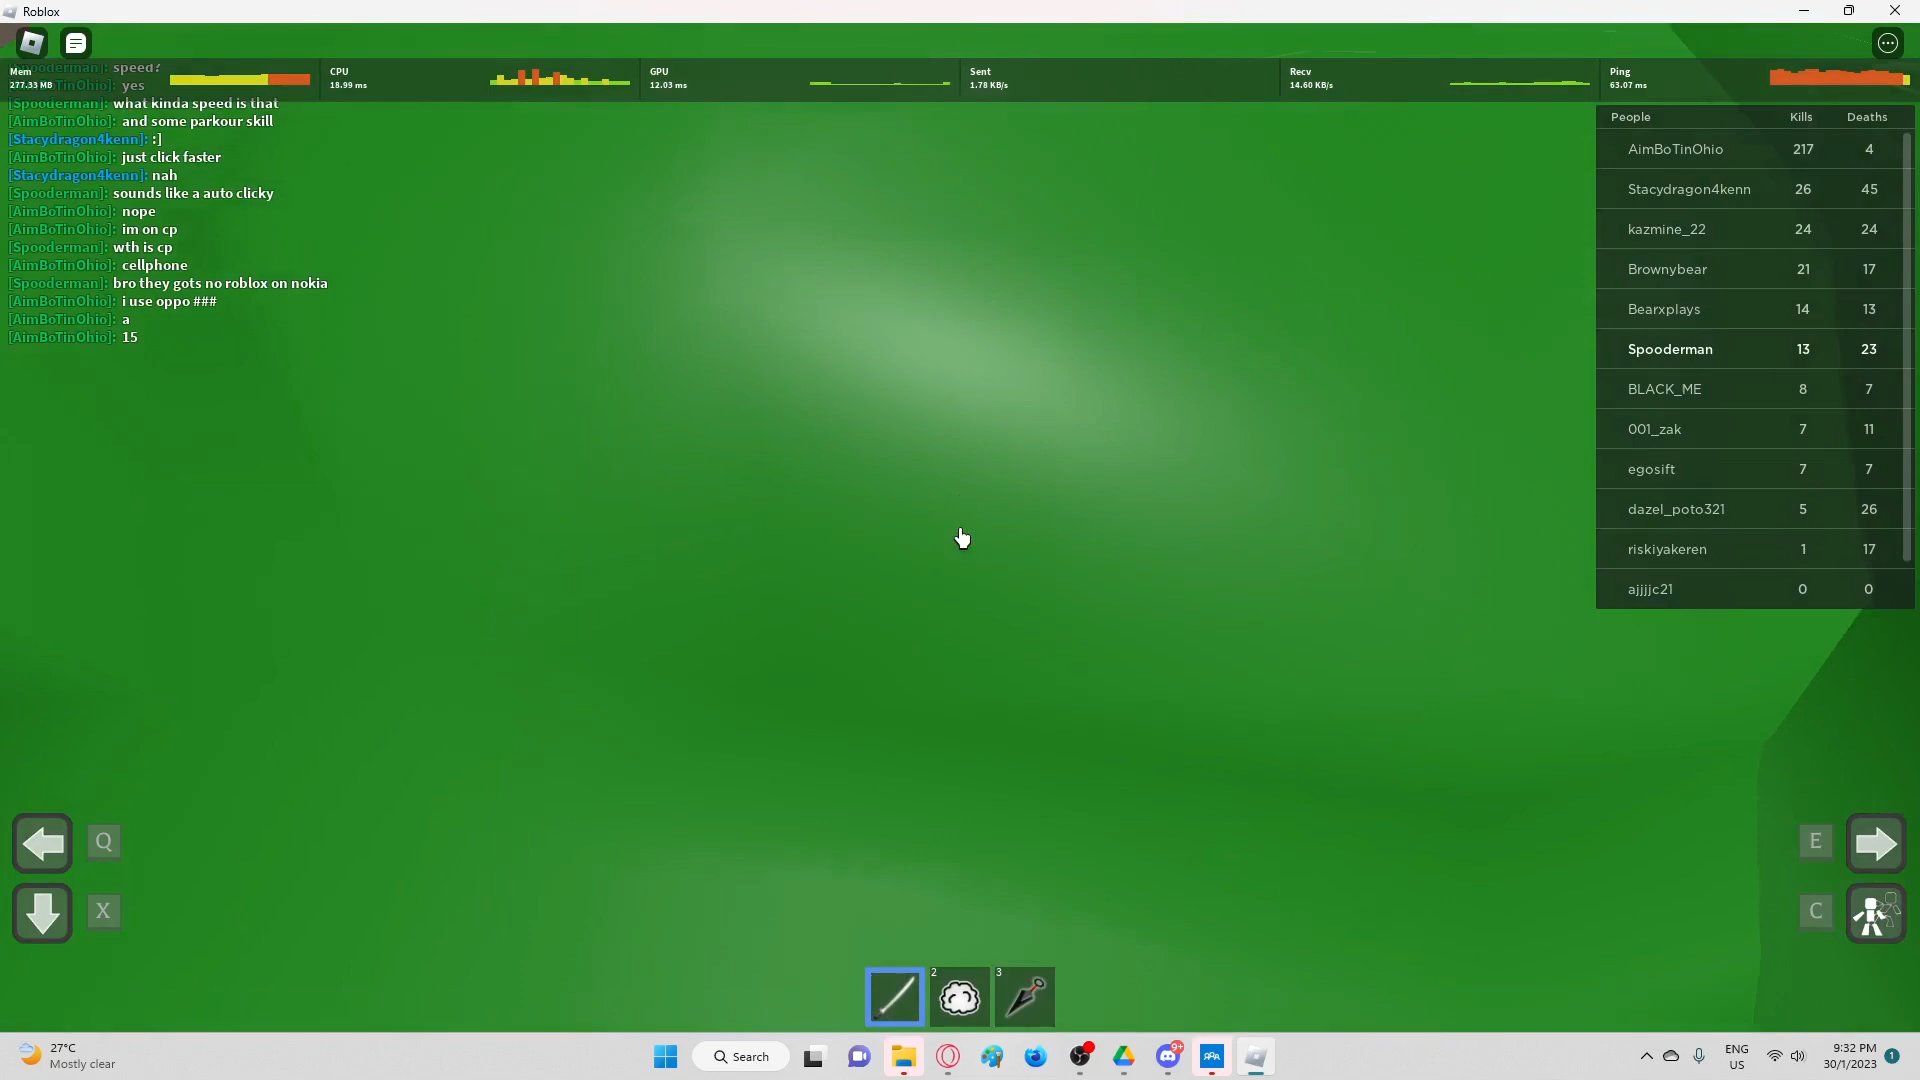 Roblox
Mem
277.33 MB
CPU
18.99 ms
GPU
12.03 ms
Sent
1.78 KB/s
Recv
14.60 KB/s
Ping
63.07 ms
[Spooderman]: speed?
[AimBoTinOhio]: yes
[Spooderman]: what kinda speed is that
[AimBoTinOhio]: and some parkour skill
[Stacydragon4kenn]: :]
[AimBoTinOhio]: just click faster
[Stacydragon4kenn]: nah
[Spooderman]: sounds like a auto clicky
[AimBoTinOhio]: nope
[AimBoTinOhio]: im on cp
[Spooderman]: wth is cp
[AimBoTinOhio]: cellphone
[Spooderman]: bro they gots no roblox on nokia
[AimBoTinOhio]: i use oppo ###
[AimBoTinOhio]: a
[AimBoTinOhio]: 15
People Kills Deaths
AimBoTinOhio 217 4
Stacydragon4kenn 26 45
kazmine_22 24 24
Brownybear 21 17
Bearxplays 14 13
Spooderman 13 23
BLACK_ME 8 7
001_zak 7 11
egosift 7 7
dazel_poto321 5 26
riskiyakeren 1 17
ajjjjc21 0 0
Q
X
E
C
2
3
27°C
Mostly clear
Search
9+
ENG
US
9:32 PM
30/1/2023
1